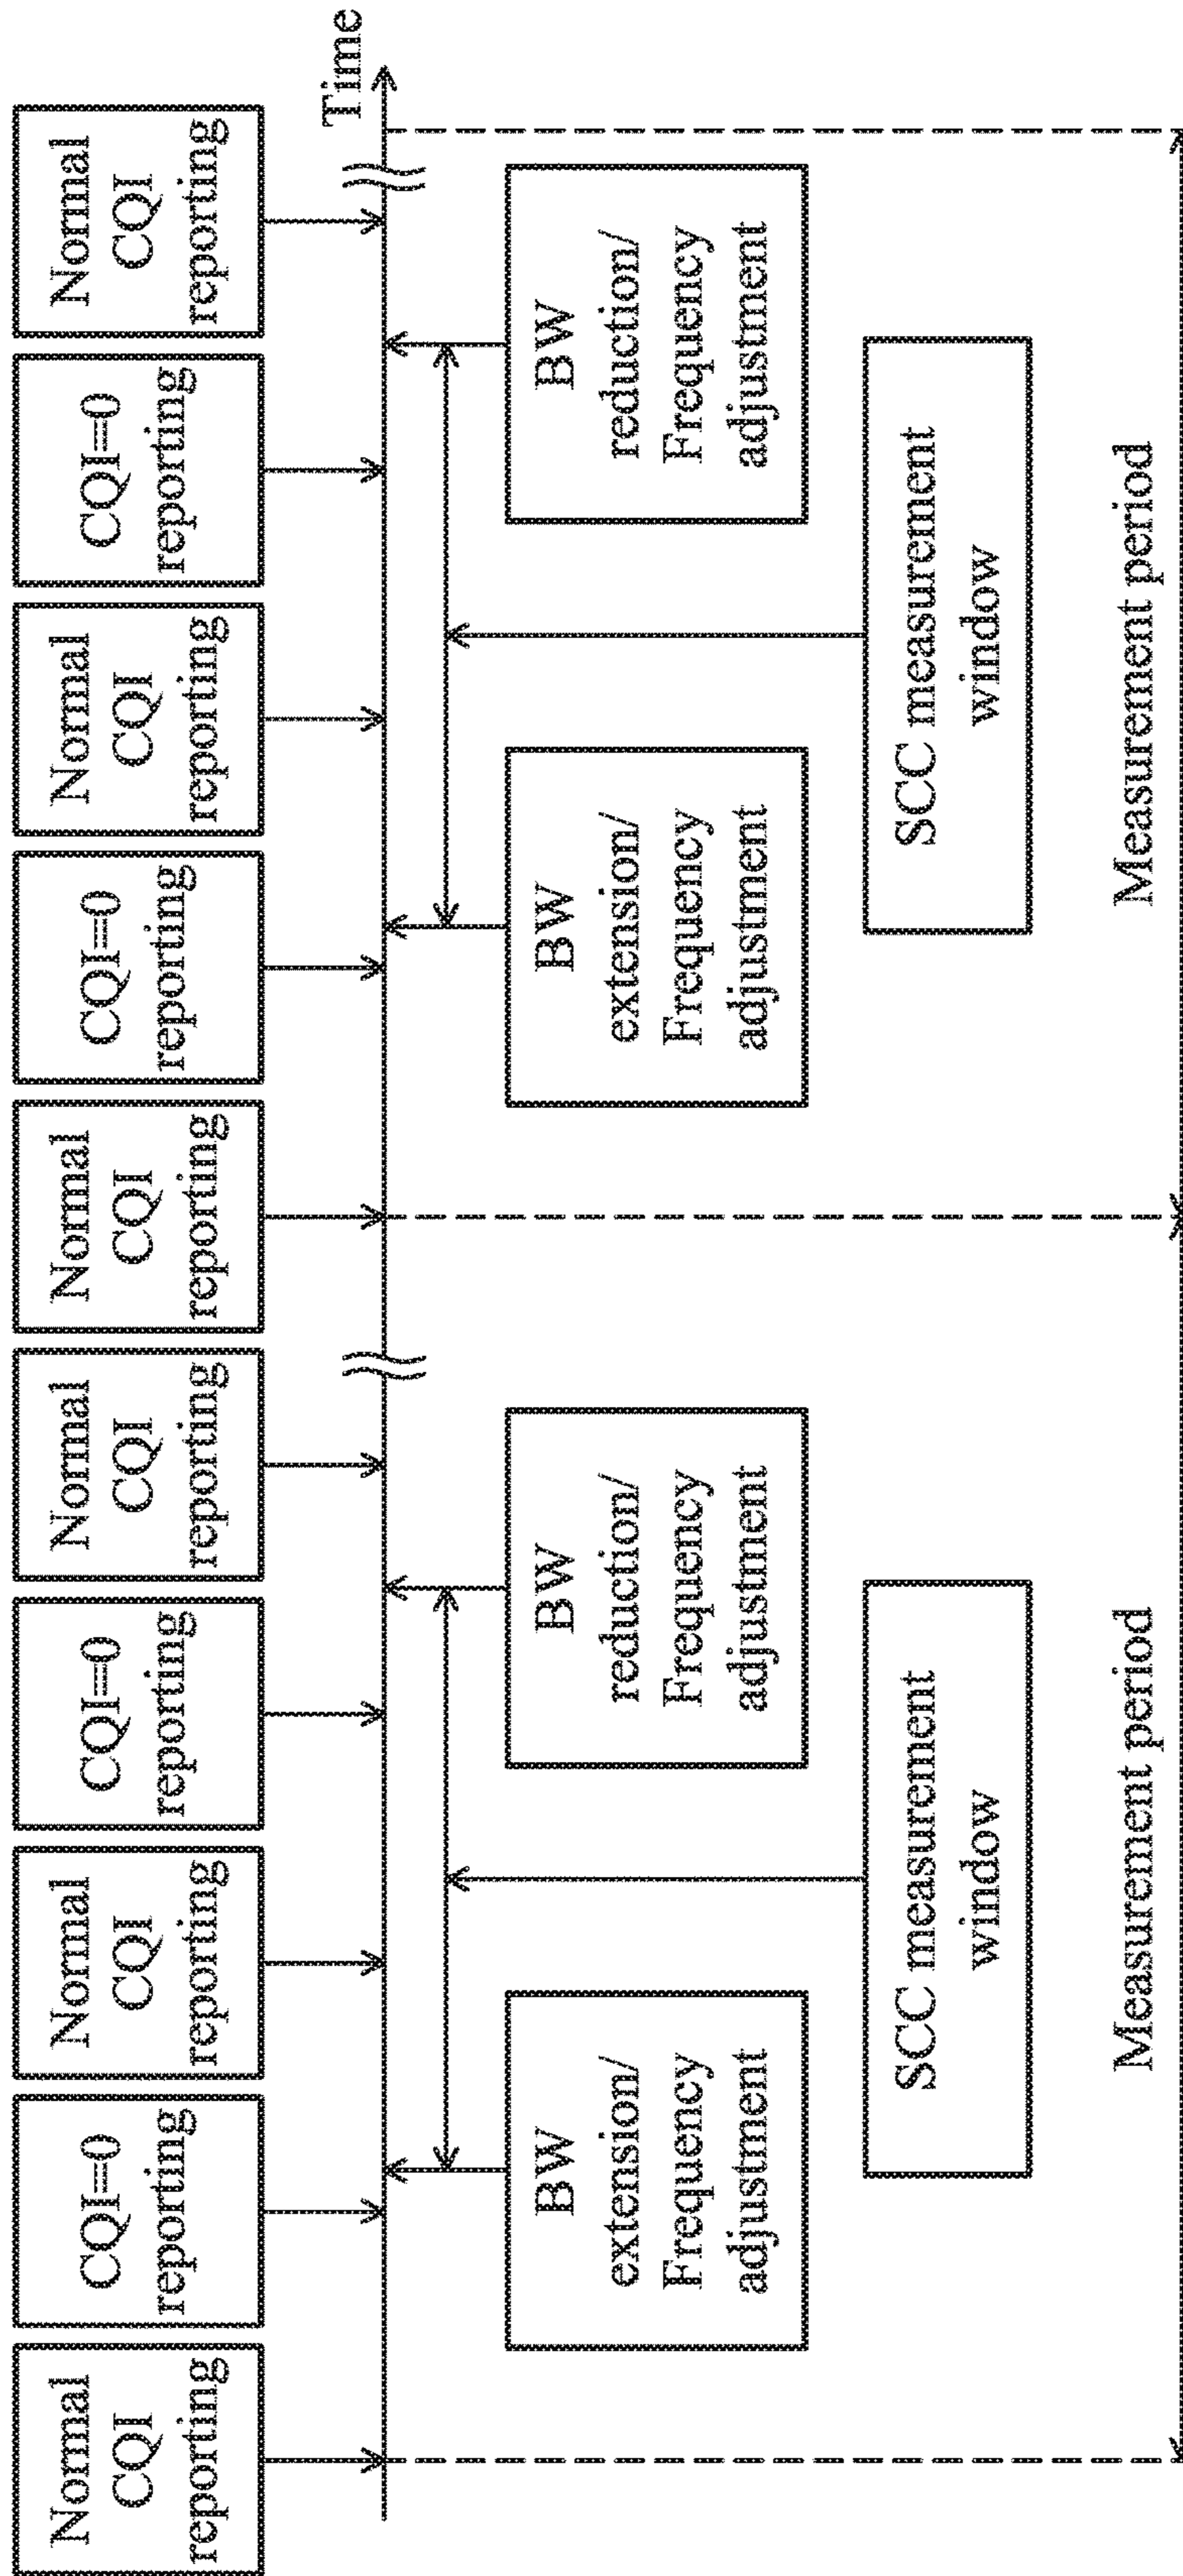 Normal
CQI
reporting
CQI=0
reporting
Normal
CQI
reporting
CQI=0
reporting
Normal
CQI
reporting
Normal
CQI
reporting
CQI=0
reporting
Normal
CQI
reporting
CQI=0
reporting
Normal
CQI
reporting
Time
BW
extension/
Frequency
adjustment
BW
reduction/
Frequency
adjustment
BW
extension/
Frequency
adjustment
BW
reduction/
Frequency
adjustment
SCC measurement
window
SCC measurement
window
Measurement period
Measurement period